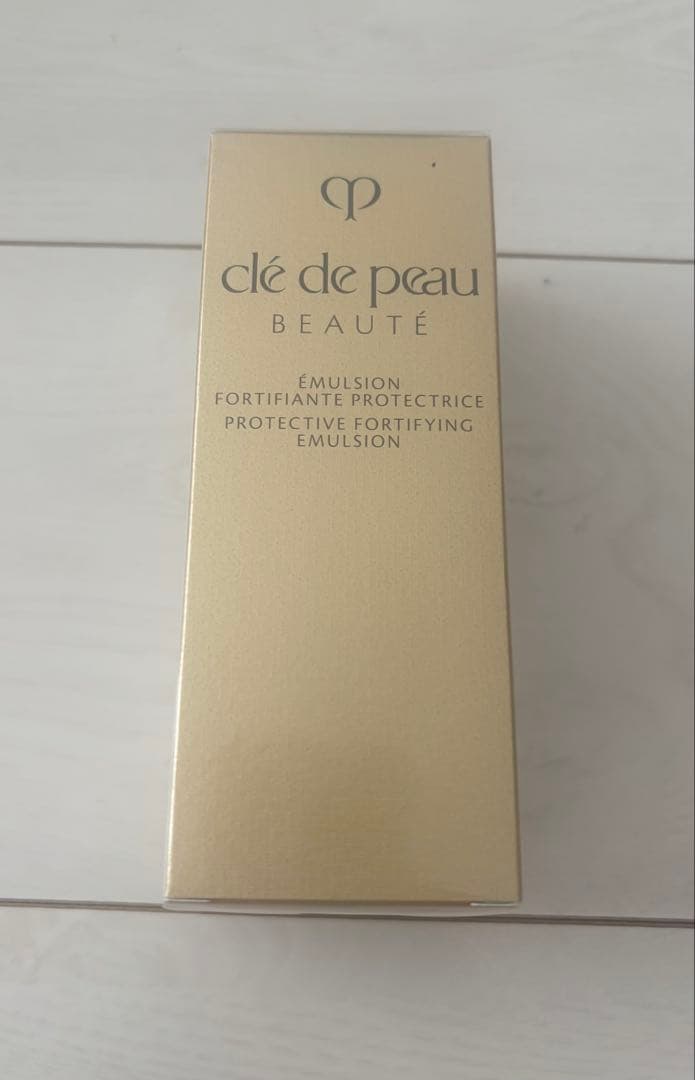 clé de peau
BEAUTÉ
ÉMULSION
FORTIFIANTE PROTECTRICE
PROTECTIVE FORTIFYING
EMULSION